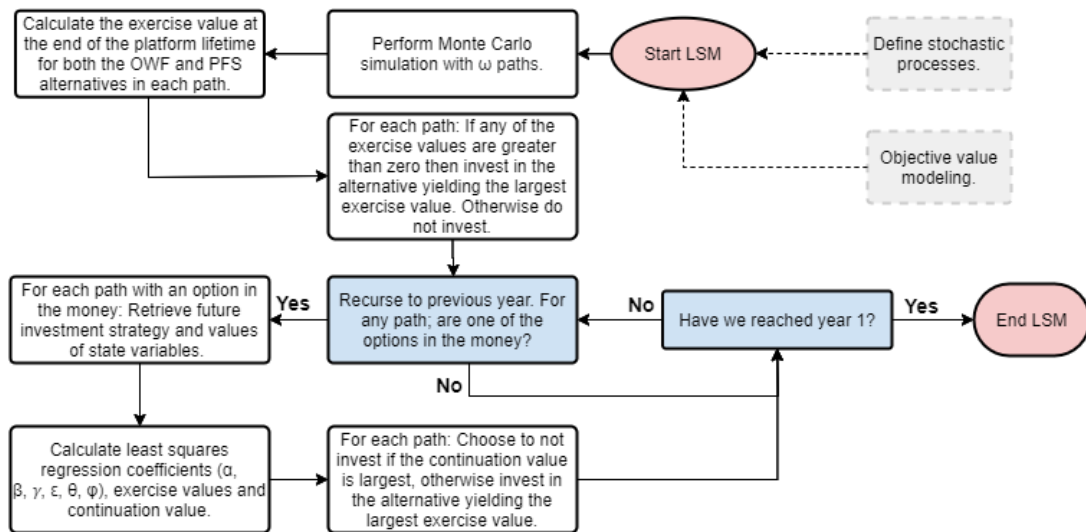 Calculate the exercise value
at the end of the platform lifetime
for both the OWF and PFS
alternatives in each path.
Perform Monte Carlo
simulation with ω paths.
Start LSM
Define stochastic
processes.
Objective value
modeling.
For each path: If any of the
exercise values are greater
than zero then invest in the
alternative yielding the largest
exercise value. Otherwise do
not invest.
For each path with an option in
the money: Retrieve future
investment strategy and values
of state variables.
Yes
Recurse to previous year. For
any path; are one of the
options in the money?
No
Have we reached year 1?
Yes
End LSM
No
Calculate least squares
regression coefficients (α,
β, γ, ε, θ, φ), exercise values and
continuation value.
For each path: Choose to not
invest if the continuation value
is largest, otherwise invest in
the alternative yielding the
largest exercise value.